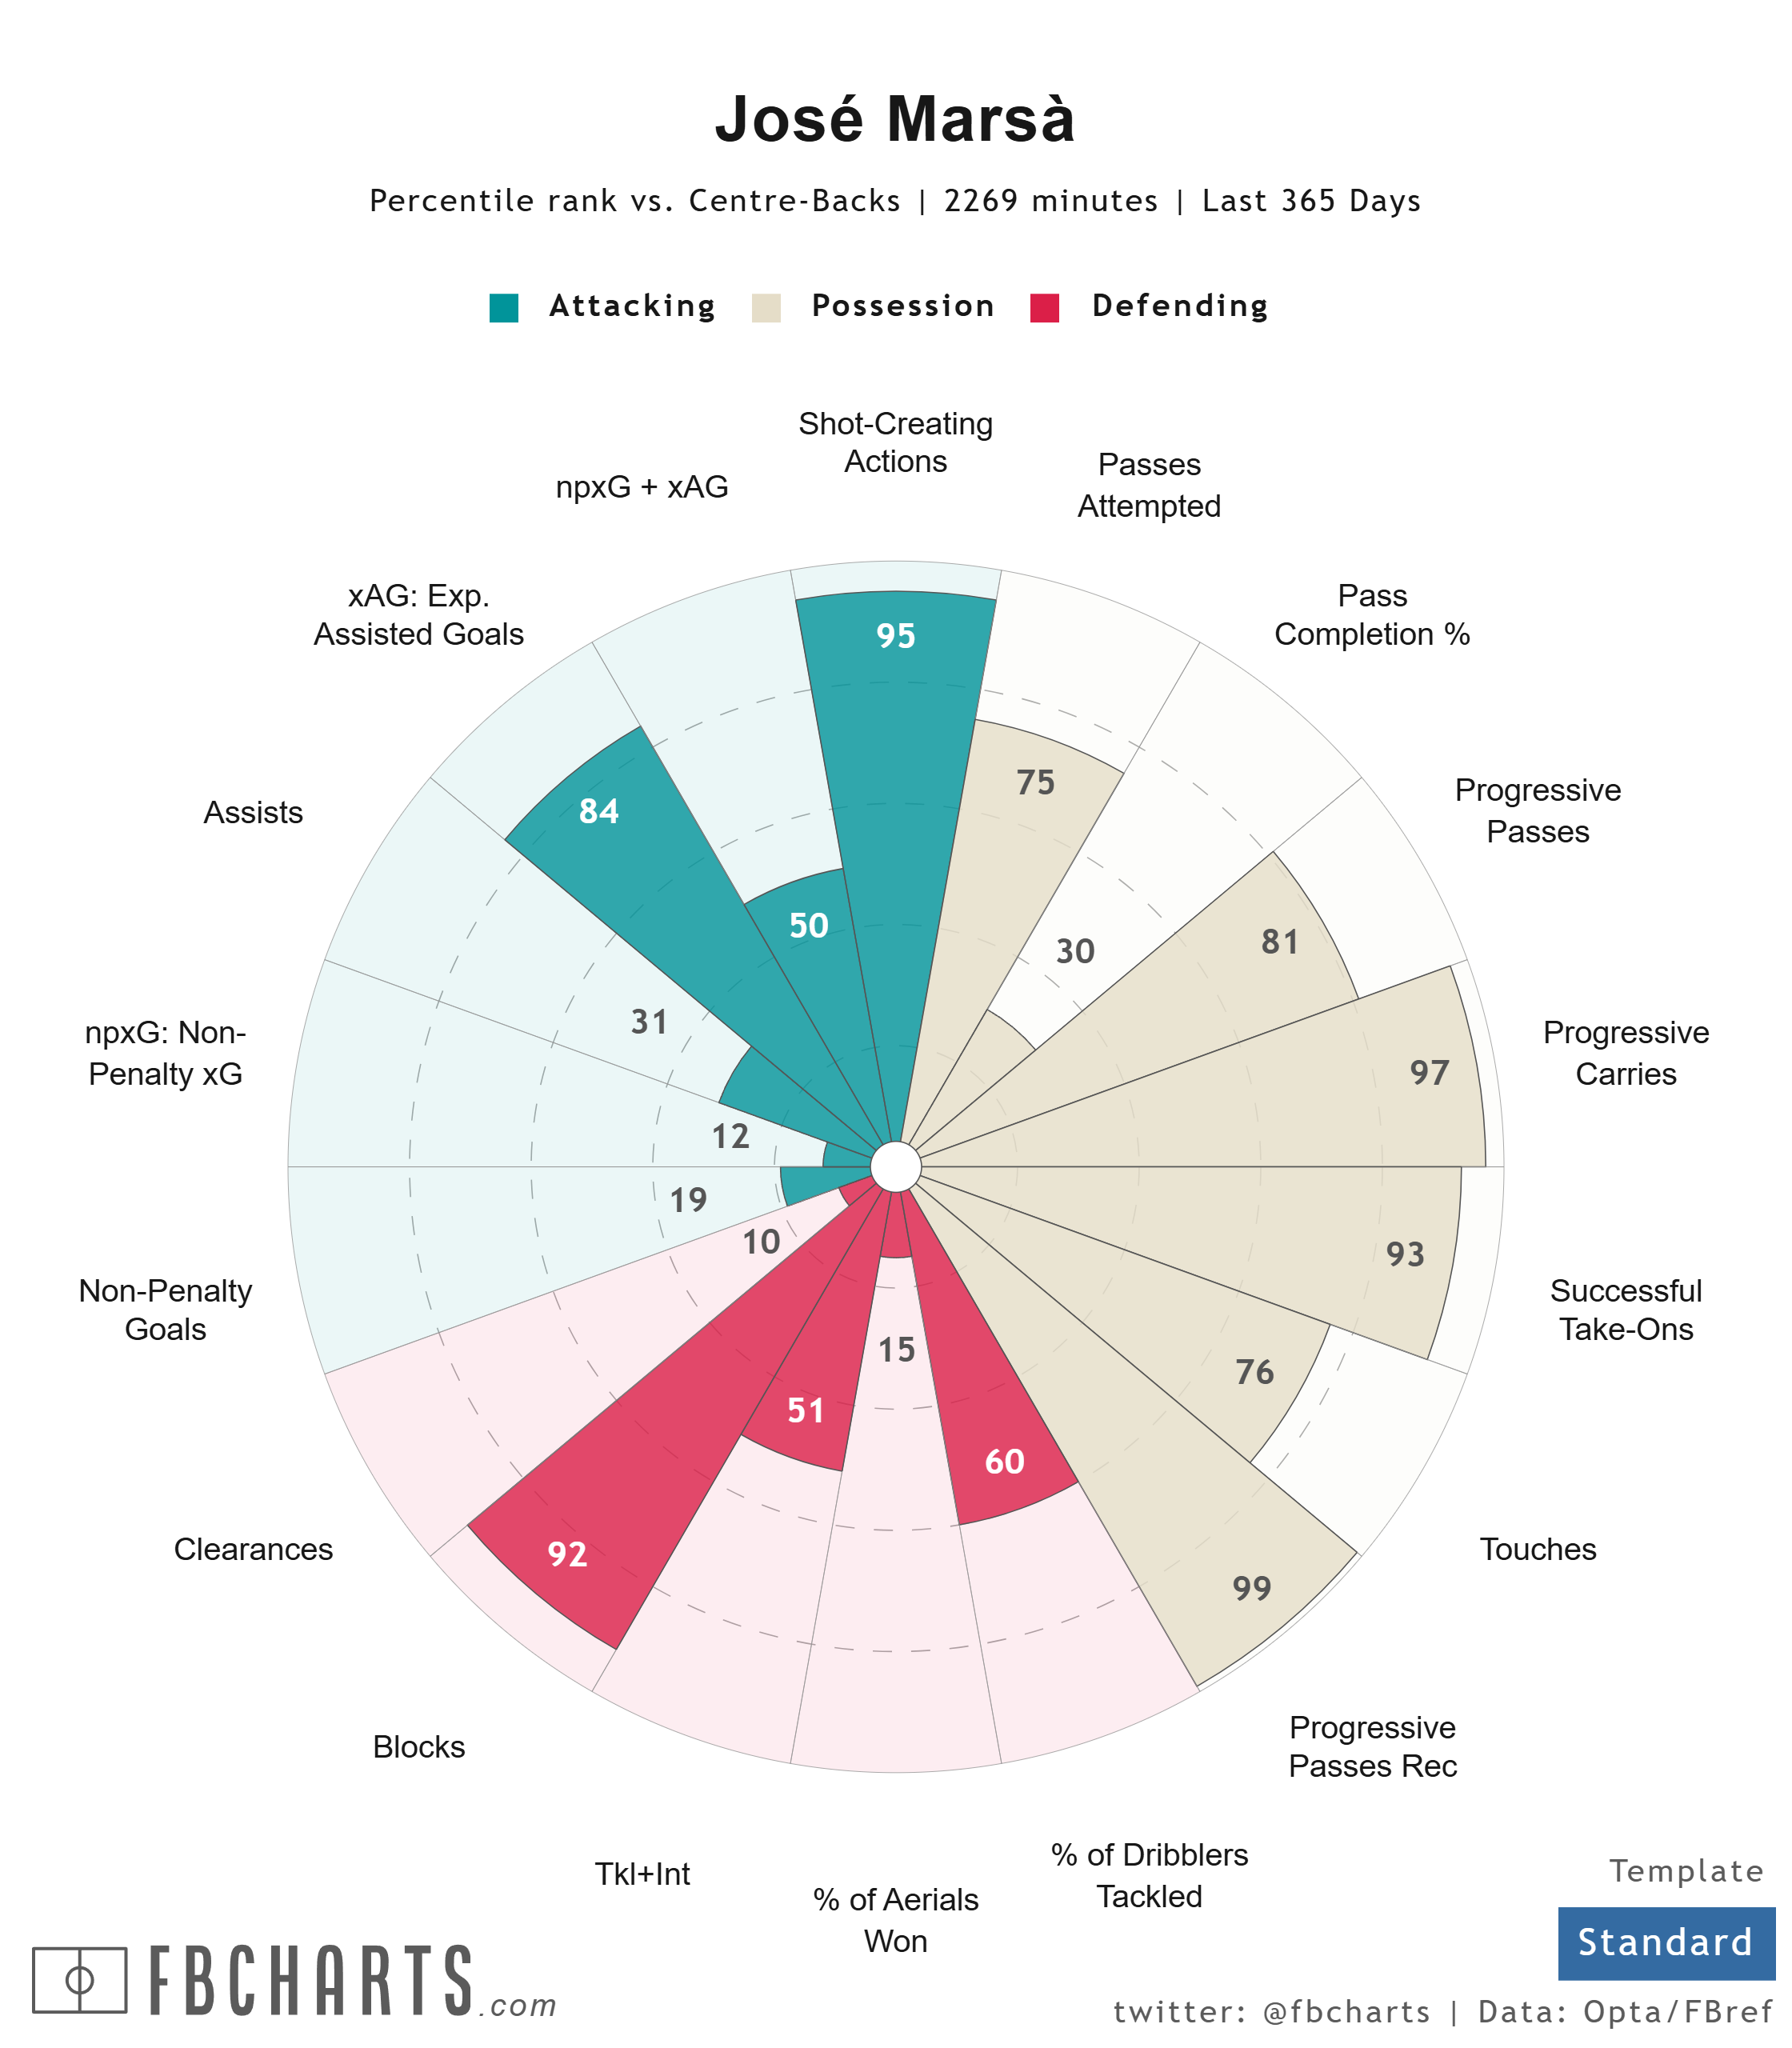 José Marsà
Percentile rank vs. Centre-Backs | 2269 minutes | Last 365 Days
Attacking Possession Defending
Shot-Creating
Actions
Passes
Attempted
Pass
Completion %
Progressive
Passes
Progressive
Carries
Successful
Take-Ons
Touches
Progressive
Passes Rec
% of Dribblers
Tackled
% of Aerials
Won
Tkl+Int
Blocks
Clearances
Non-Penalty
Goals
npxG: Non-
Penalty xG
Assists
xAG: Exp.
Assisted Goals
npxG + xAG
95
75
30
81
97
93
76
99
60
15
51
92
10
19
12
31
84
50
FBCHARTS.com
Template
Standard
twitter: @fbcharts | Data: Opta/FBref